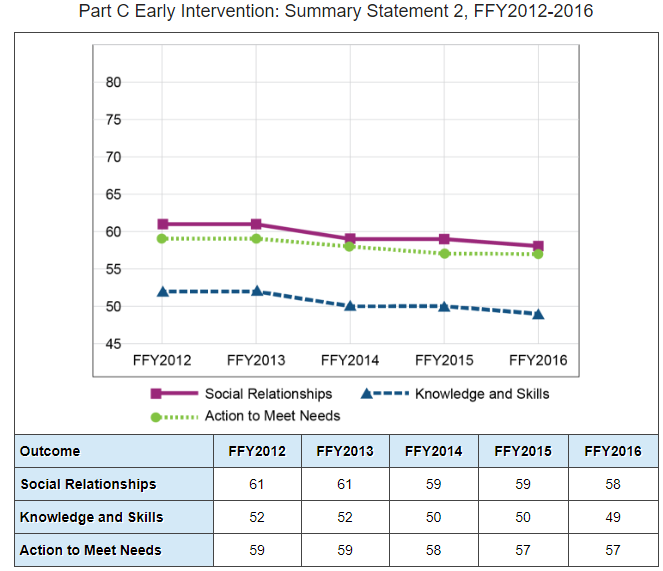 Part C Early Intervention: Summary Statement 2, FFY2012-2016
80
75
70
65
60
55
50
45
FFY2012 FFY2013 FFY2014 FFY2015 FFY2016
Social Relationships Knowledge and Skills
Action to Meet Needs
Outcome FFY2012 FFY2013 FFY2014 FFY2015 FFY2016
Social Relationships 61 61 59 59 58
Knowledge and Skills 52 52 50 50 49
Action to Meet Needs 59 59 58 57 57